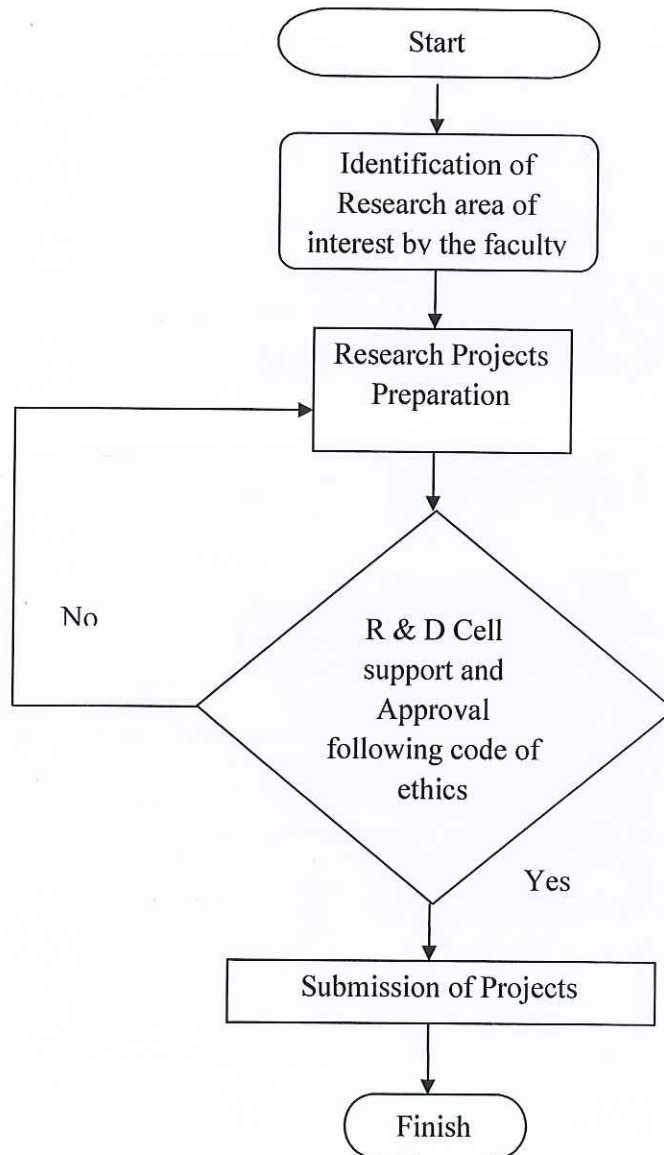 Start
Identification of
Research area of
interest by the faculty
Research Projects
Preparation
No
R & D Cell
support and
Approval
following code of
ethics
Yes
Submission of Projects
Finish